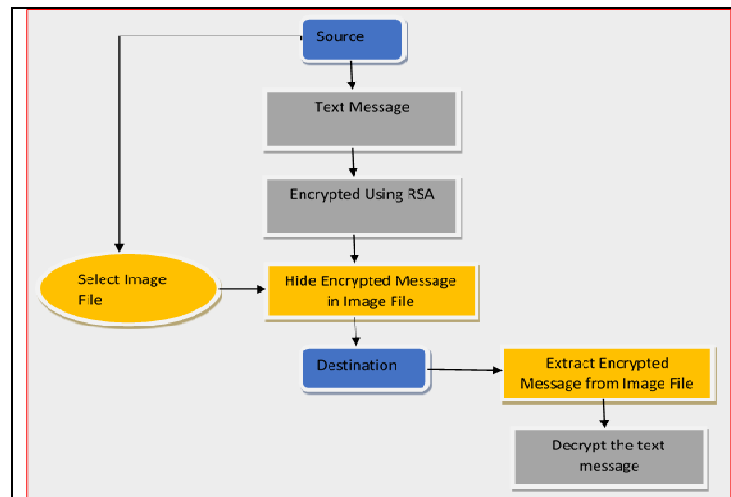 Source
Text Message
Encrypted Using RSA
Select Image
File
Hide Encrypted Message
in Image File
Destination
Extract Encrypted
Message from Image File
Decrypt the text
message